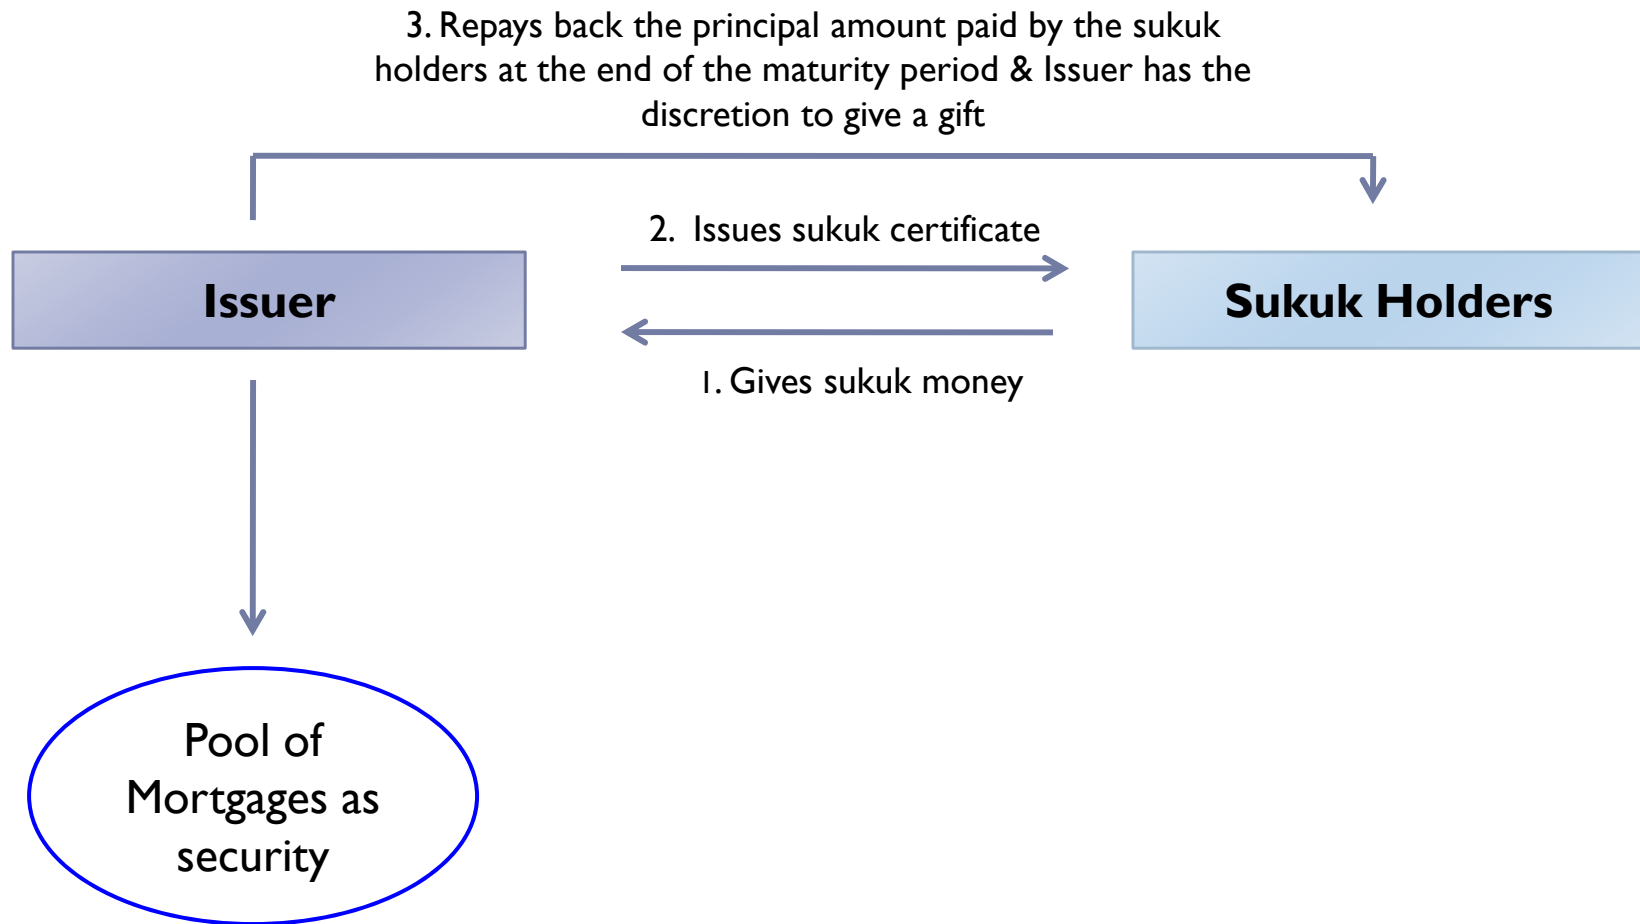 3. Repays back the principal amount paid by the sukuk
holders at the end of the maturity period & Issuer has the
discretion to give a gift
2. Issues sukuk certificate
Issuer
Sukuk Holders
1. Gives sukuk money
Pool of
Mortgages as
security